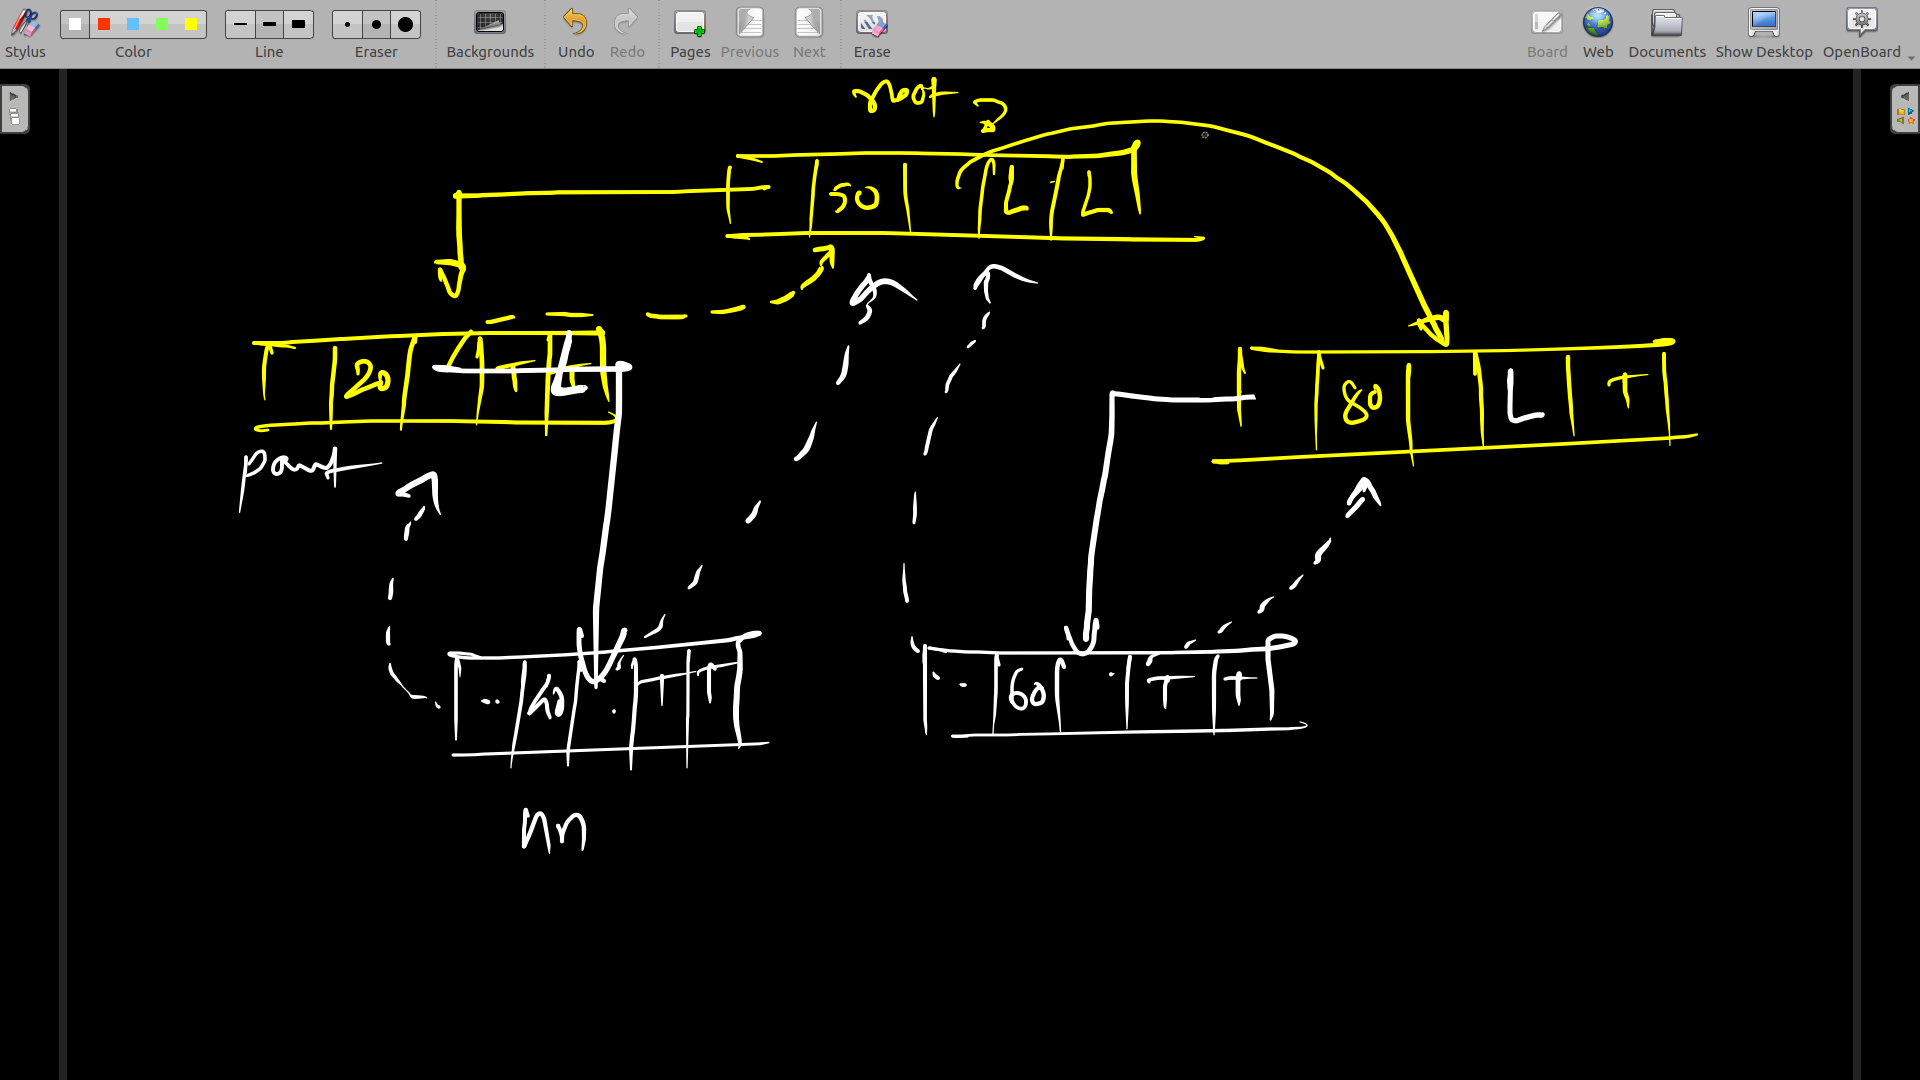 Stylus Color Line Eraser Backgrounds Undo Redo Pages Previous Next Erase Board Web Documents Show Desktop OpenBoard
root
50 L L
20 T L
80 L T
40 T T
60 T T
nn